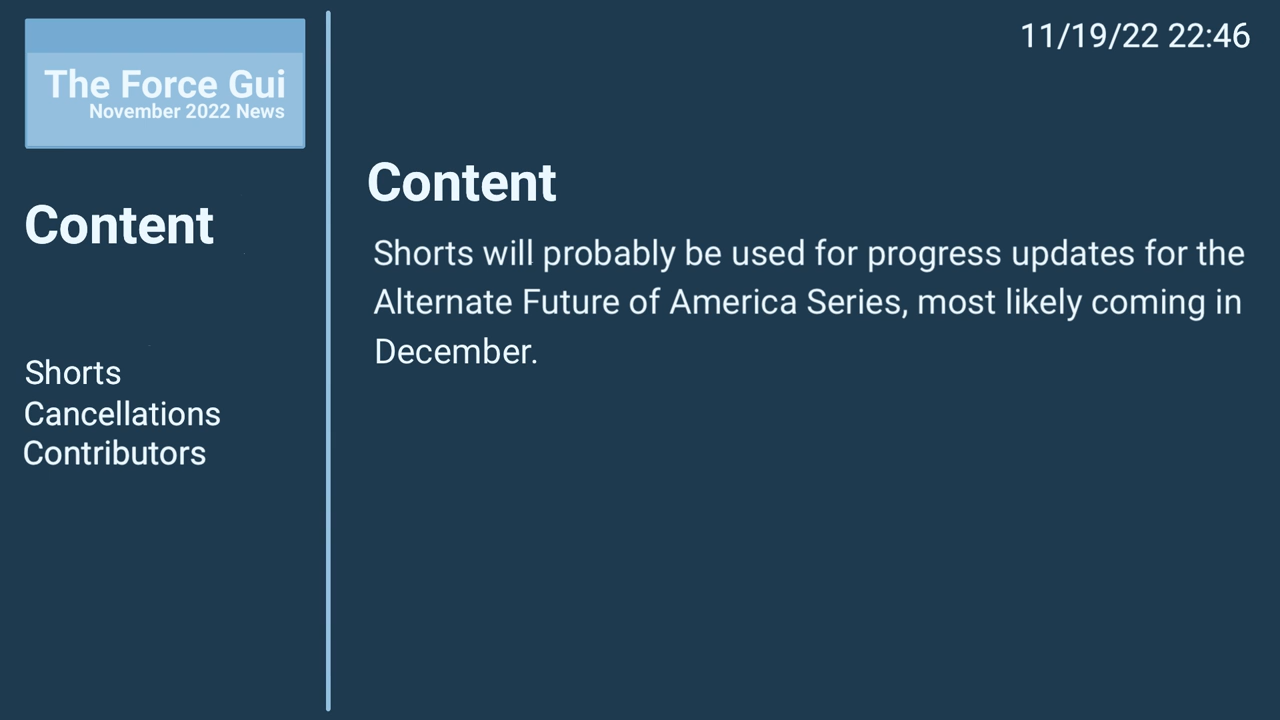 The Force Gui
November 2022 News
Content
Shorts
Cancellations
Contributors
11/19/22 22:46
Content
Shorts will probably be used for progress updates for the
Alternate Future of America Series, most likely coming in
December.